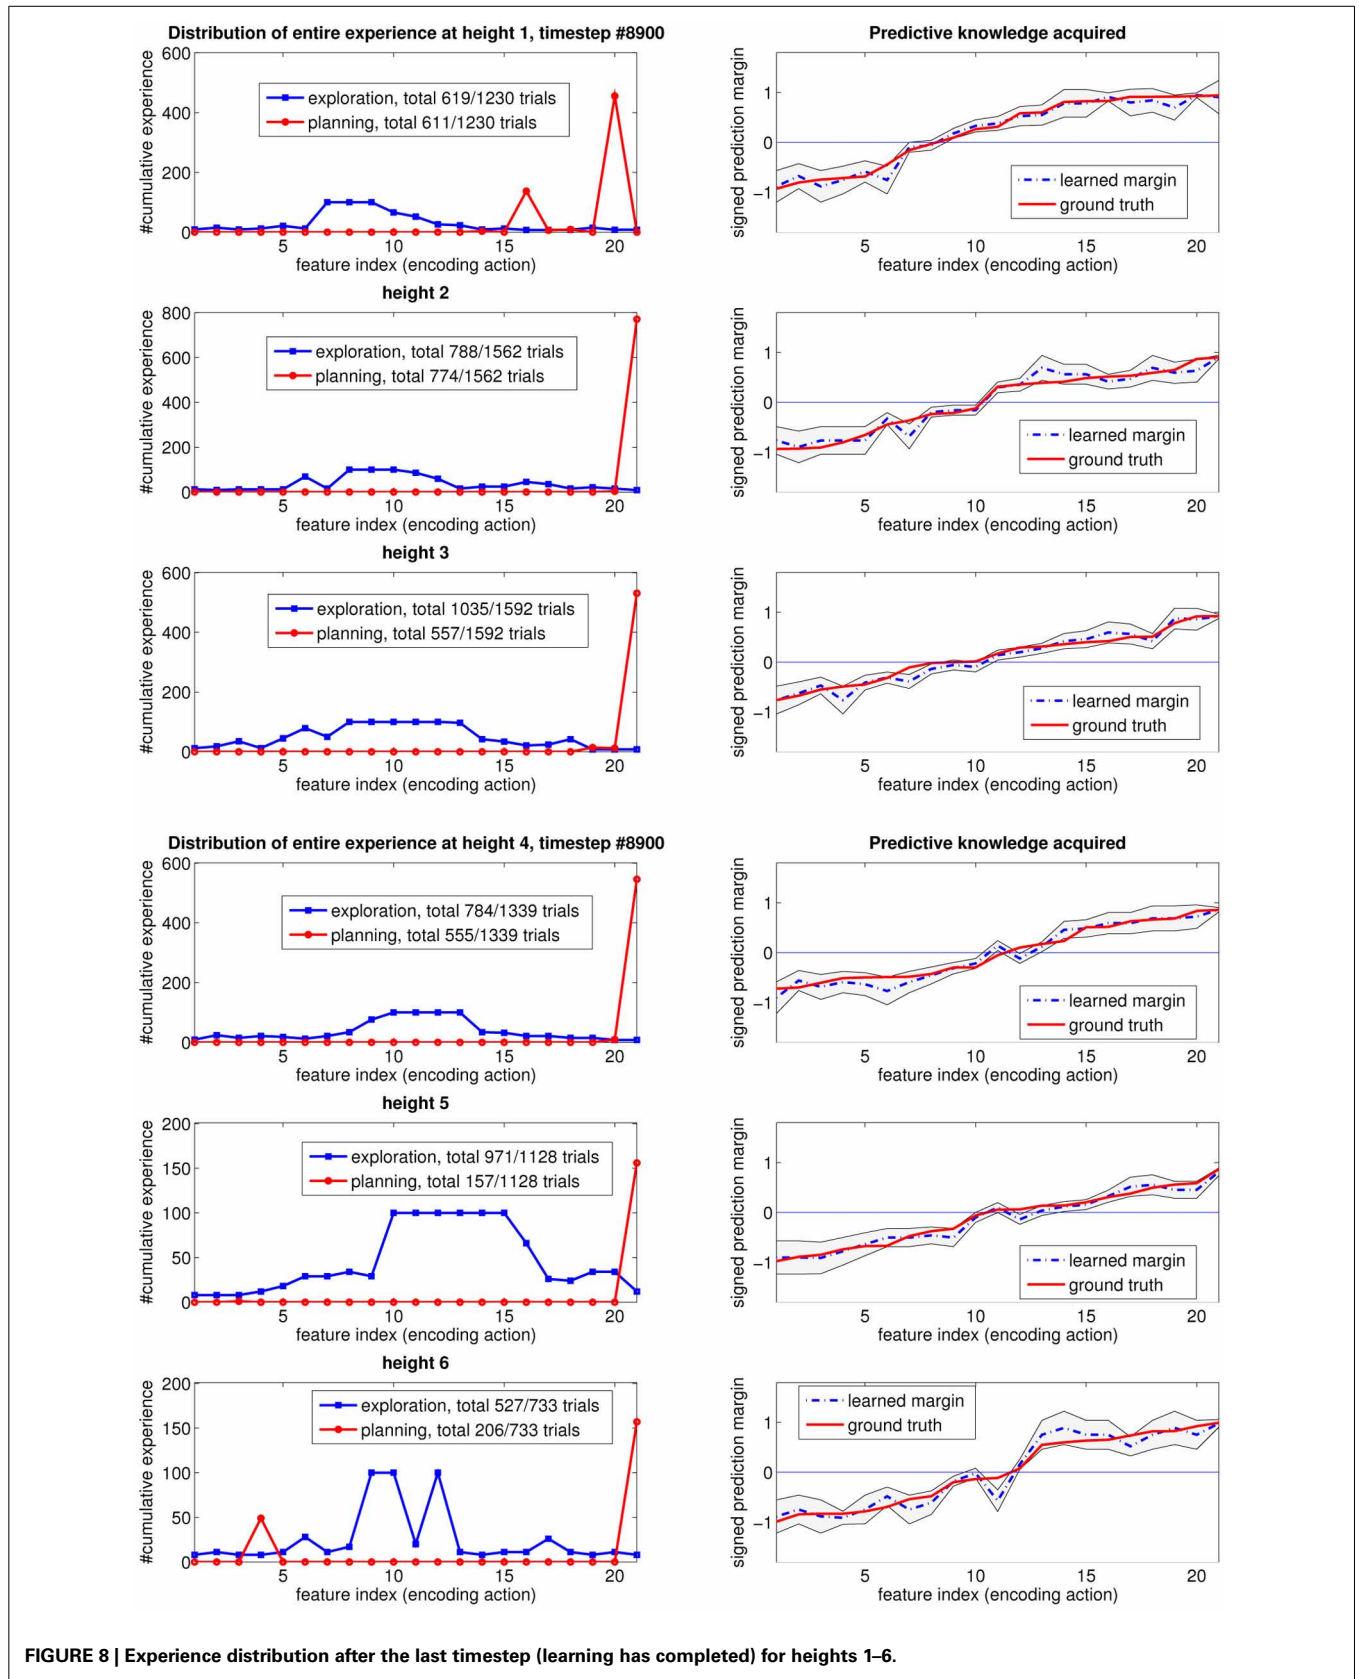 Distribution of entire experience at height 1, timestep #8900
#cumulative experience
600
400
200
0
5
10
15
20
exploration, total 619/1230 trials
planning, total 611/1230 trials
feature index (encoding action)
Predictive knowledge acquired
signed prediction margin
1
0
−1
5
10
15
20
learned margin
ground truth
feature index (encoding action)
height 2
#cumulative experience
800
600
400
200
0
5
10
15
20
exploration, total 788/1562 trials
planning, total 774/1562 trials
feature index (encoding action)
signed prediction margin
1
0
−1
5
10
15
20
learned margin
ground truth
feature index (encoding action)
height 3
#cumulative experience
600
400
200
0
5
10
15
20
exploration, total 1035/1592 trials
planning, total 557/1592 trials
feature index (encoding action)
signed prediction margin
1
0
−1
5
10
15
20
learned margin
ground truth
feature index (encoding action)
Distribution of entire experience at height 4, timestep #8900
#cumulative experience
600
400
200
0
5
10
15
20
exploration, total 784/1339 trials
planning, total 555/1339 trials
feature index (encoding action)
Predictive knowledge acquired
signed prediction margin
1
0
−1
5
10
15
20
learned margin
ground truth
feature index (encoding action)
height 5
#cumulative experience
200
150
100
50
0
5
10
15
20
exploration, total 971/1128 trials
planning, total 157/1128 trials
feature index (encoding action)
signed prediction margin
1
0
−1
5
10
15
20
learned margin
ground truth
feature index (encoding action)
height 6
#cumulative experience
200
150
100
50
0
5
10
15
20
exploration, total 527/733 trials
planning, total 206/733 trials
feature index (encoding action)
signed prediction margin
1
0
−1
5
10
15
20
learned margin
ground truth
feature index (encoding action)
FIGURE 8 | Experience distribution after the last timestep (learning has completed) for heights 1–6.